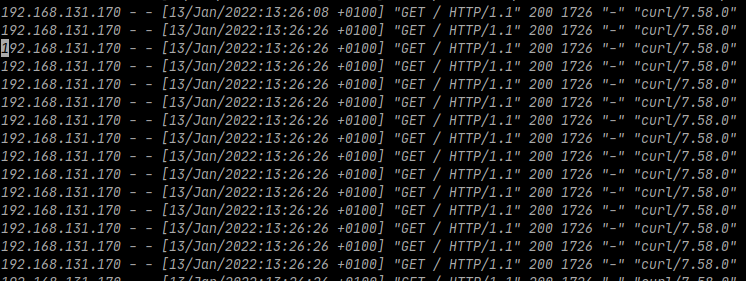 192.168.131.170 - - [13/Jan/2022:13:26:08 +0100] "GET / HTTP/1.1" 200 1726 "-" "curl/7.58.0"
192.168.131.170 - - [13/Jan/2022:13:26:26 +0100] "GET / HTTP/1.1" 200 1726 "-" "curl/7.58.0"
192.168.131.170 - - [13/Jan/2022:13:26:26 +0100] "GET / HTTP/1.1" 200 1726 "-" "curl/7.58.0"
192.168.131.170 - - [13/Jan/2022:13:26:26 +0100] "GET / HTTP/1.1" 200 1726 "-" "curl/7.58.0"
192.168.131.170 - - [13/Jan/2022:13:26:26 +0100] "GET / HTTP/1.1" 200 1726 "-" "curl/7.58.0"
192.168.131.170 - - [13/Jan/2022:13:26:26 +0100] "GET / HTTP/1.1" 200 1726 "-" "curl/7.58.0"
192.168.131.170 - - [13/Jan/2022:13:26:26 +0100] "GET / HTTP/1.1" 200 1726 "-" "curl/7.58.0"
192.168.131.170 - - [13/Jan/2022:13:26:26 +0100] "GET / HTTP/1.1" 200 1726 "-" "curl/7.58.0"
192.168.131.170 - - [13/Jan/2022:13:26:26 +0100] "GET / HTTP/1.1" 200 1726 "-" "curl/7.58.0"
192.168.131.170 - - [13/Jan/2022:13:26:26 +0100] "GET / HTTP/1.1" 200 1726 "-" "curl/7.58.0"
192.168.131.170 - - [13/Jan/2022:13:26:26 +0100] "GET / HTTP/1.1" 200 1726 "-" "curl/7.58.0"
192.168.131.170 - - [13/Jan/2022:13:26:26 +0100] "GET / HTTP/1.1" 200 1726 "-" "curl/7.58.0"
192.168.131.170 - - [13/Jan/2022:13:26:26 +0100] "GET / HTTP/1.1" 200 1726 "-" "curl/7.58.0"
192.168.131.170 - - [13/Jan/2022:13:26:26 +0100] "GET / HTTP/1.1" 200 1726 "-" "curl/7.58.0"
192.168.131.170 - - [13/Jan/2022:13:26:26 +0100] "GET / HTTP/1.1" 200 1726 "-" "curl/7.58.0"